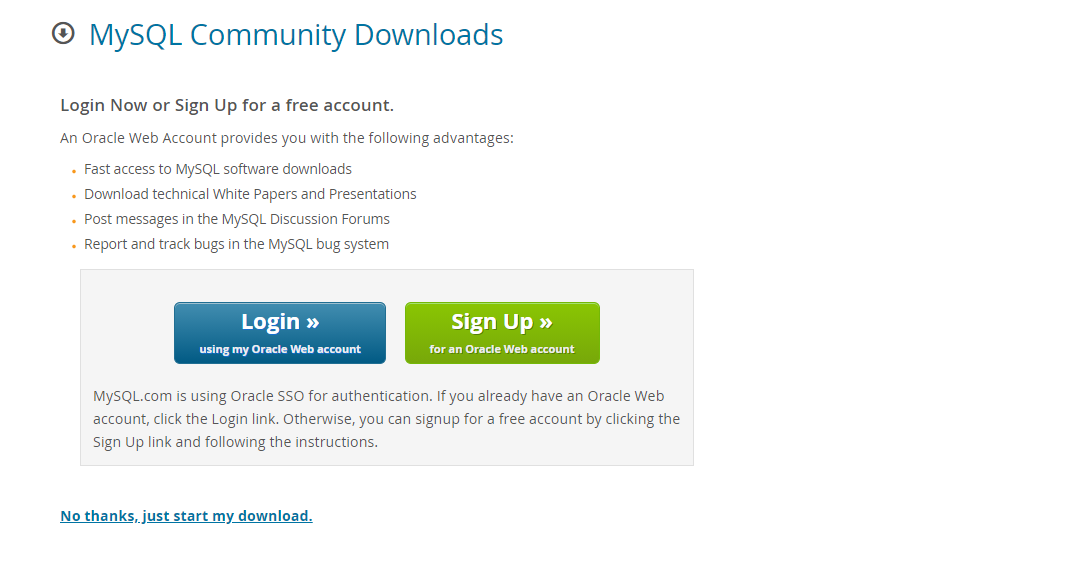 MySQL Community Downloads
Login Now or Sign Up for a free account.
An Oracle Web Account provides you with the following advantages:
Fast access to MySQL software downloads
Download technical White Papers and Presentations
Post messages in the MySQL Discussion Forums
Report and track bugs in the MySQL bug system
Login »
using my Oracle Web account
Sign Up »
for an Oracle Web account
MySQL.com is using Oracle SSO for authentication. If you already have an Oracle Web
account, click the Login link. Otherwise, you can signup for a free account by clicking the
Sign Up link and following the instructions.
No thanks, just start my download.